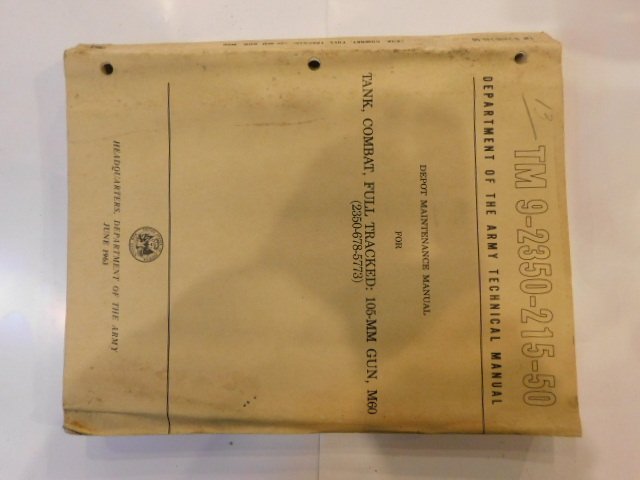 13
TM 9-2350-215-50
DEPARTMENT OF THE ARMY TECHNICAL MANUAL
DEPOT MAINTENANCE MANUAL
FOR
TANK, COMBAT, FULL TRACKED: 105-MM GUN, M60
(2350-678-5773)
HEADQUARTERS, DEPARTMENT OF THE ARMY
JUNE 1963